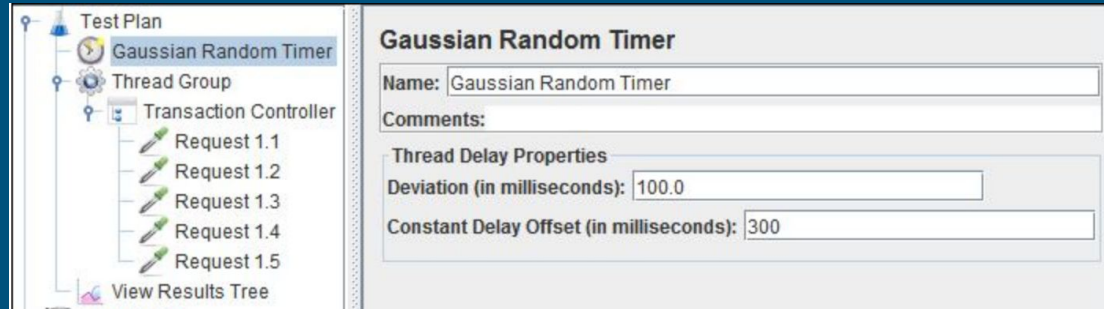 Test Plan
Gaussian Random Timer
Thread Group
Transaction Controller
Request 1.1
Request 1.2
Request 1.3
Request 1.4
Request 1.5
View Results Tree
Gaussian Random Timer
Name: Gaussian Random Timer
Comments:
Thread Delay Properties
Deviation (in milliseconds): 100.0
Constant Delay Offset (in milliseconds): 300